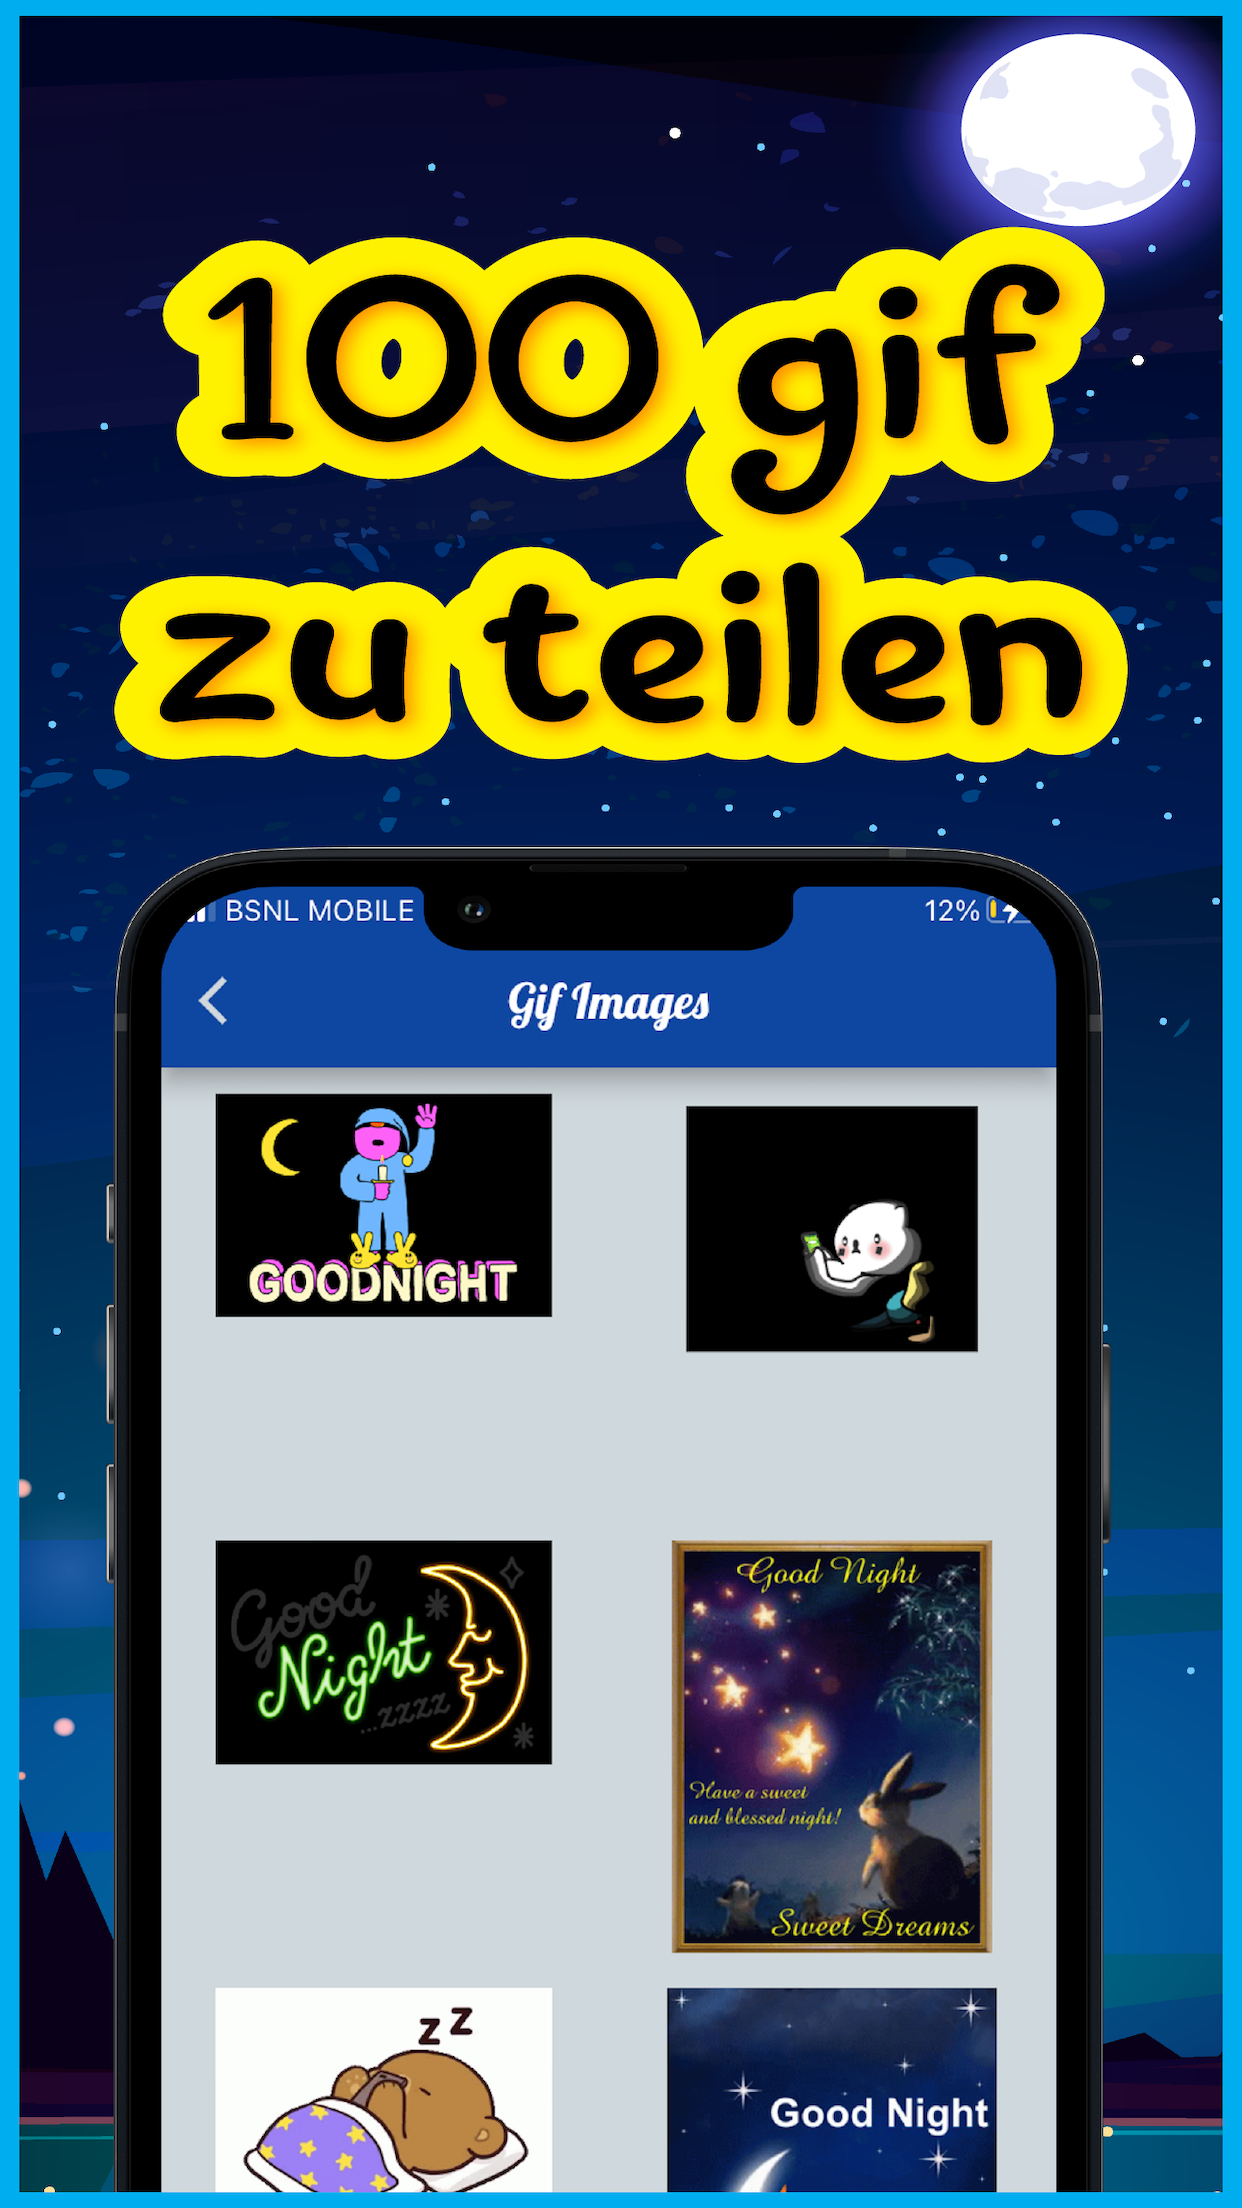 100 gif
zu teilen
BSNL MOBILE
12%
Gif Images
GOODNIGHT
Good
Night
...zzzz
Good Night
Have a sweet
and blessed night!
Sweet Dreams
z z
Good Night